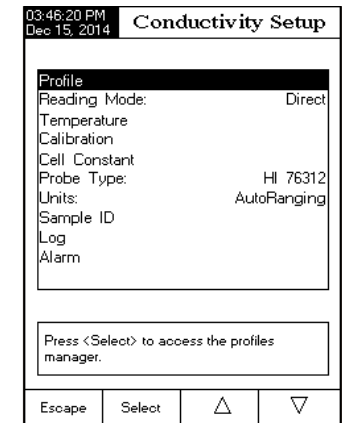 03:46:20 PM
Dec 15, 2014
Conductivity Setup
Profile
Reading Mode: Direct
Temperature
Calibration
Cell Constant
Probe Type: HI 76312
Units: AutoRanging
Sample ID
Log
Alarm
Press <Select> to access the profiles
manager.
Escape Select △ ▽